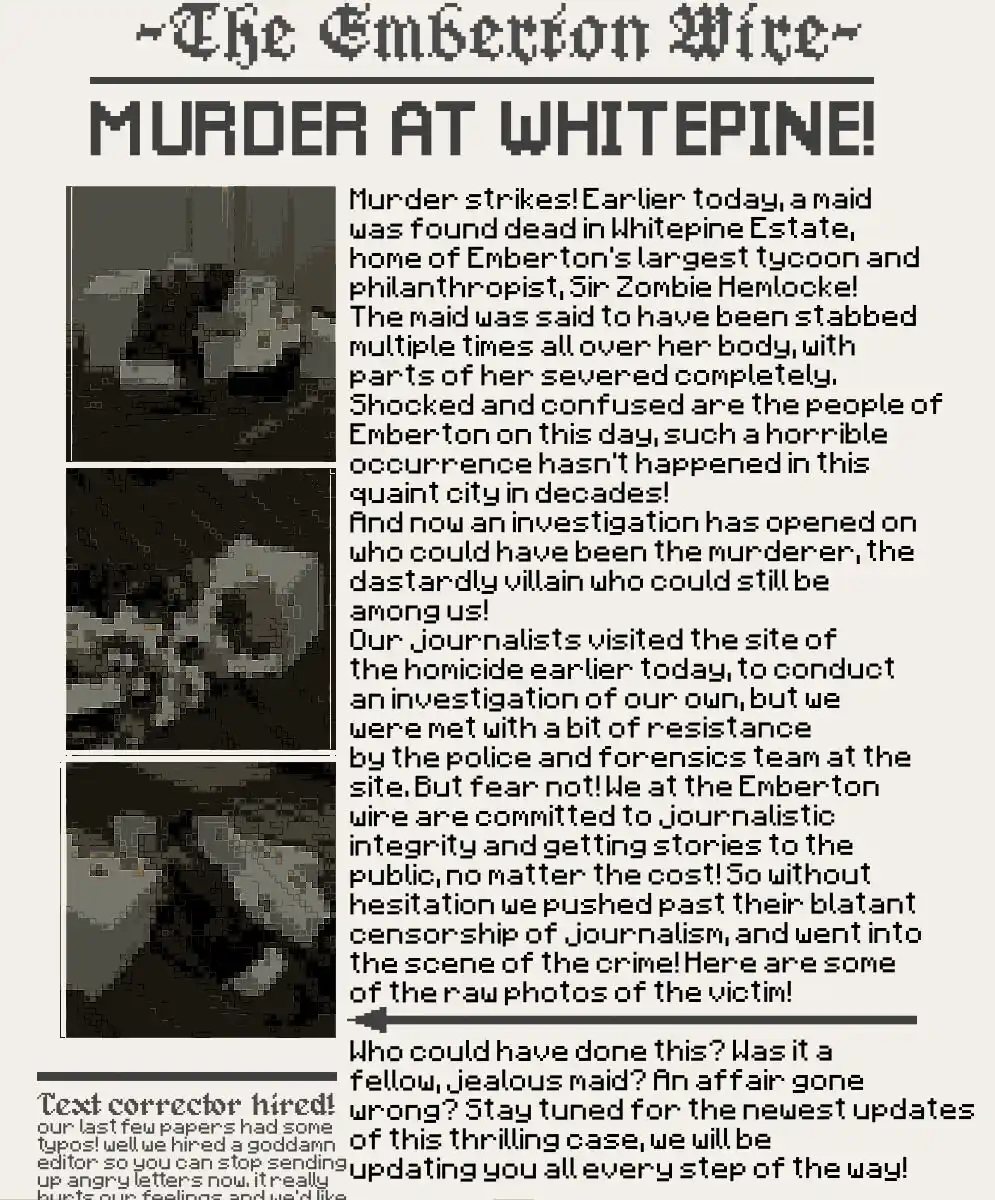 ~The Emberton Wire~
MURDER AT WHITEPINE!
Murder strikes! Earlier today, a maid
was found dead in Whitepine Estate,
home of Emberton's largest tycoon and
philanthropist, Sir Zombie Hemlocke!
The maid was said to have been stabbed
multiple times all over her body, with
parts of her severed completely.
Shocked and confused are the people of
Emberton on this day, such a horrible
occurrence hasn't happened in this
quaint city in decades!
And now an investigation has opened on
who could have been the murderer, the
dastardly villain who could still be
among us!
Our journalists visited the site of
the homicide earlier today, to conduct
an investigation of our own, but we
were met with a bit of resistance
by the police and forensics team at the
site. But fear not! We at the Emberton
wire are committed to journalistic
integrity and getting stories to the
public, no matter the cost! So without
hesitation we pushed past their blatant
censorship of journalism, and went into
the scene of the crime! Here are some
of the raw photos of the victim!
Who could have done this? Was it a
fellow, jealous maid? An affair gone
wrong? Stay tuned for the newest updates
of this thrilling case, we will be
updating you all every step of the way!
Text corrector hired!
our last few papers had some
typos! well we hired a goddamn
editor so you can stop sending
up angry letters now. it really
hurts our feelings and we'd like